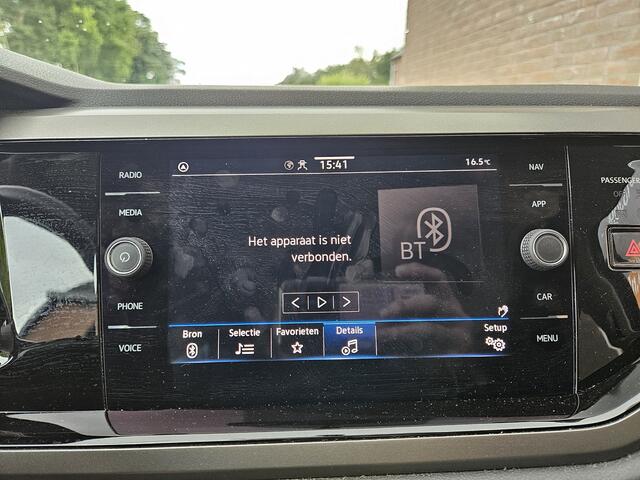 RADIO
MEDIA
PHONE
VOICE
15:41
16.5°C
Het apparaat is niet
verbonden.
BT
Bron
Selectie
Favorieten
Details
Setup
NAV
APP
CAR
MENU
PASSENGER